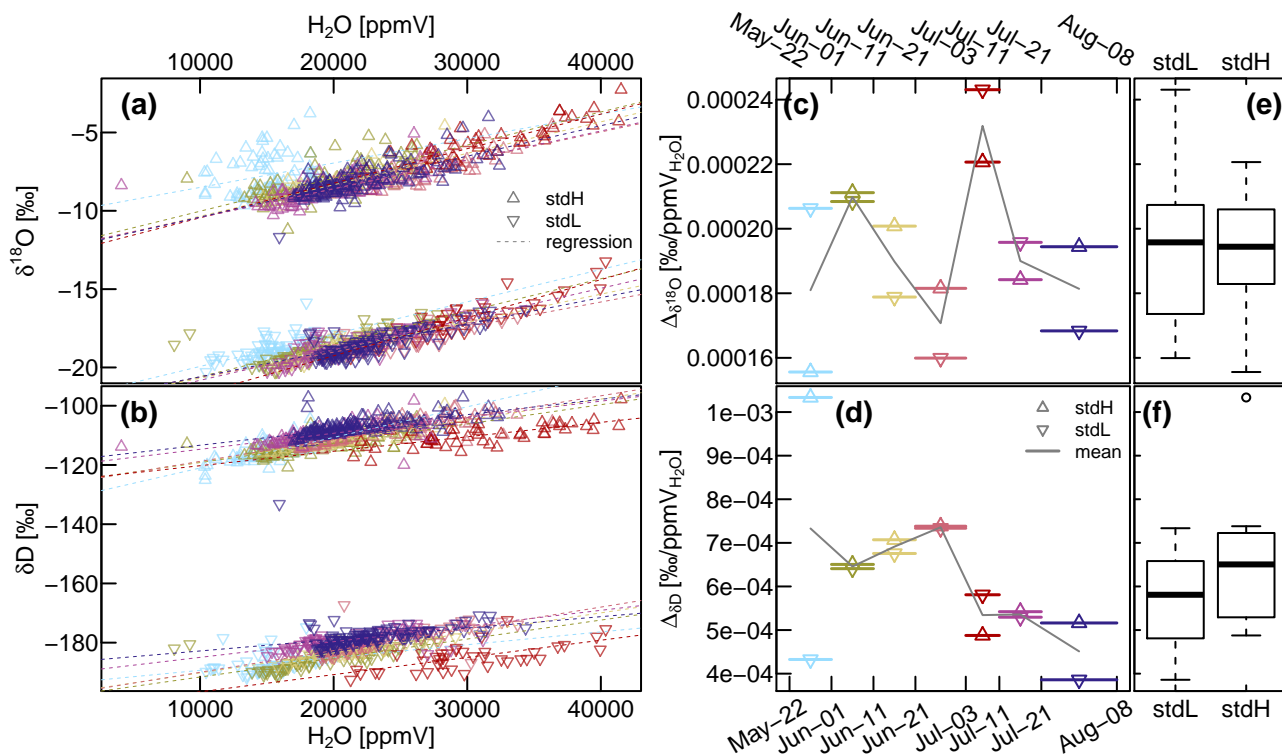 H₂O [ppmV]
10000 20000 30000 40000
May−22 Jun−01 Jun−11 Jun−21 Jul−03 Jul−11 Jul−21 Aug−08
stdL stdH
(a)
δ¹⁸O [‰]
−5
−10
−15
−20
stdH
stdL
regression
(c)
Δδ¹⁸O [‰/ppmVH₂O]
0.00024
0.00022
0.00020
0.00018
0.00016
(e)
(b)
δD [‰]
−100
−120
−140
−160
−180
(d)
ΔδD [‰/ppmVH₂O]
1e−03
9e−04
8e−04
7e−04
6e−04
5e−04
4e−04
stdH
stdL
mean
(f)
10000 20000 30000 40000
H₂O [ppmV]
May−22 Jun−01 Jun−11 Jun−21 Jul−03 Jul−11 Jul−21 Aug−08
stdL stdH